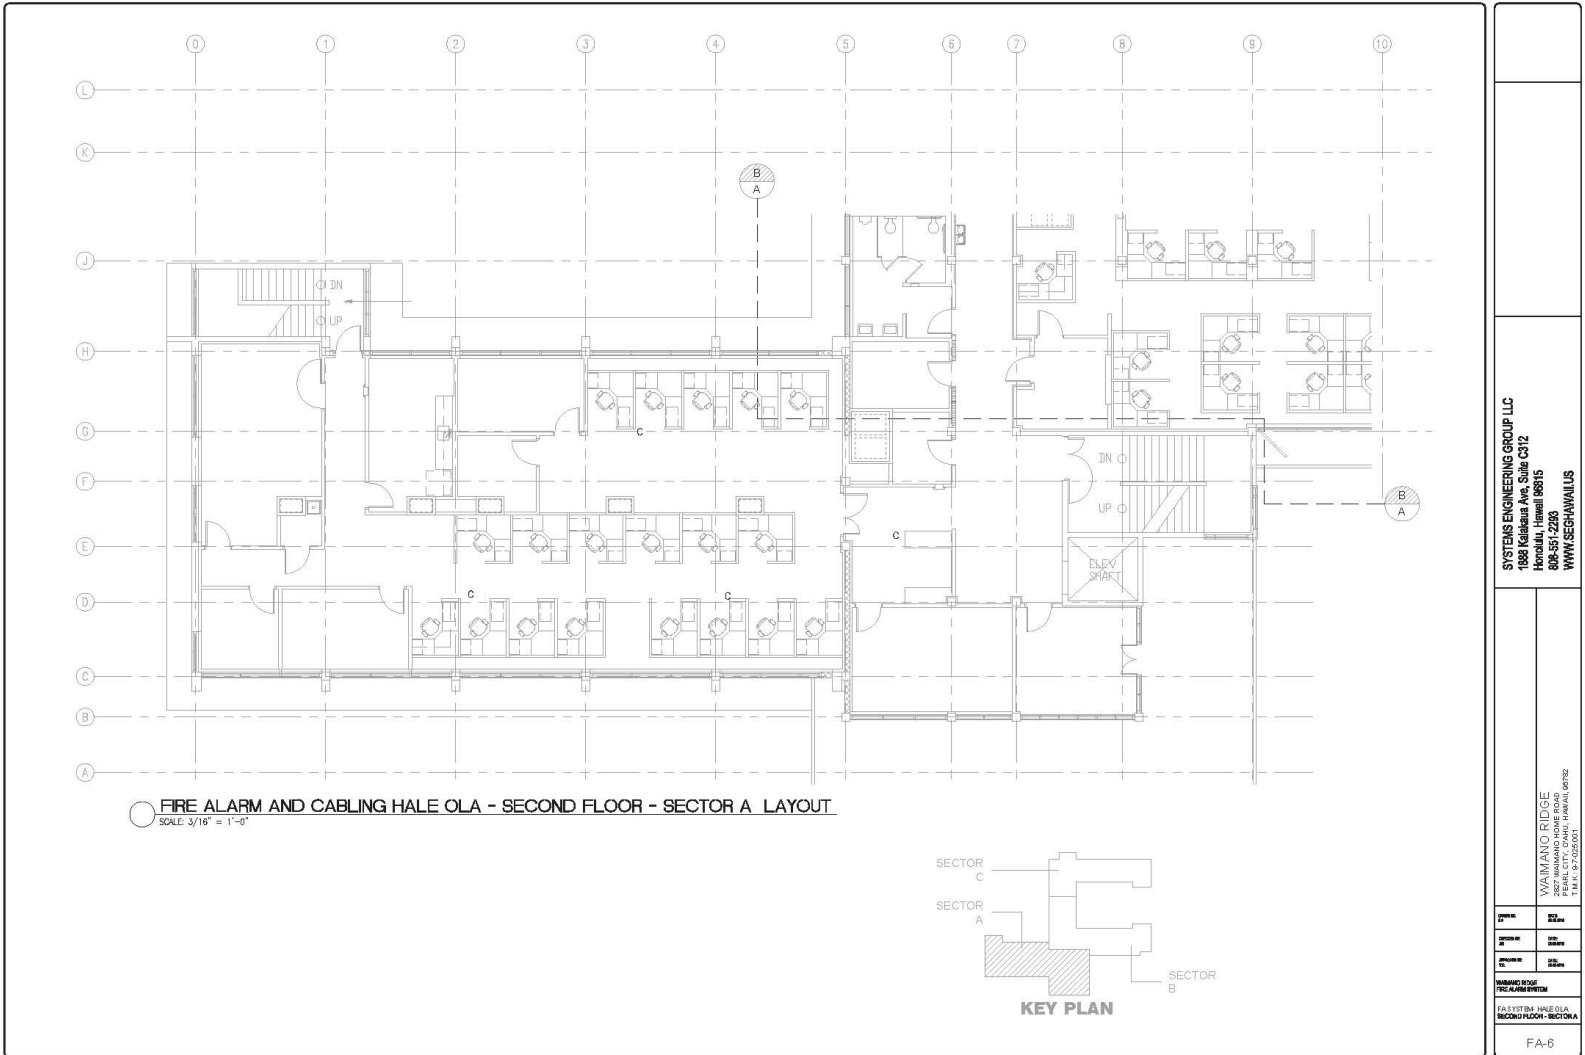 0 1 2 3 4 5 6 7 8 9 10
L
K
B
A
J
DN
UP
H
G
C
F
DN
UP
B
A
E
C
ELEV
SHAFT
D
C
C
C
B
A
FIRE ALARM AND CABLING HALE OLA - SECOND FLOOR - SECTOR A LAYOUT
SCALE: 3/16" = 1'-0"
SECTOR
C
SECTOR
A
SECTOR
B
KEY PLAN
SYSTEMS ENGINEERING GROUP LLC
1888 Kalakaua Ave, Suite C312
Honolulu, Hawaii 96815
808-551-2293
WWW.SEGHAWAII.US
WAIMANO RIDGE
2827 WAIMANO HOME ROAD
PEARL CITY, O'AHU, HAWAII, 96782
T.M.K.: 9-7-025:001
WAIMANO RIDGE
FIRE ALARM SYSTEM
FA SYSTEM- HALE OLA
SECOND FLOOR - SECTOR A
FA-6